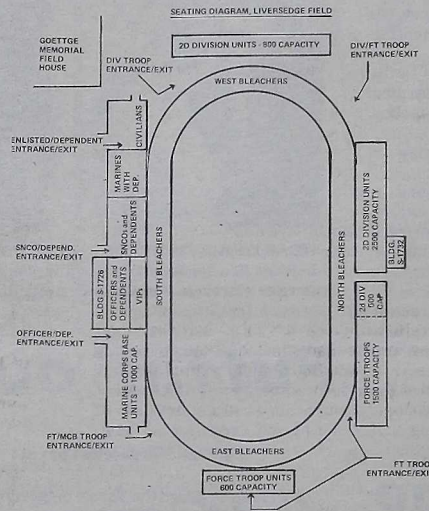 SEATING DIAGRAM, LIVERSEDGE FIELD
GOETTGE
MEMORIAL
FIELD
HOUSE
2D DIVISION UNITS - 800 CAPACITY
DIV TROOP
ENTRANCE/EXIT
DIV/FT TROOP
ENTRANCE/EXIT
WEST BLEACHERS
ENLISTED/DEPENDENT
ENTRANCE/EXIT
CIVILIANS
MARINES
WITH
DEP.
SNCOs and
DEPENDENTS
SNCO/DEPEND.
ENTRANCE/EXIT
BLDG S-1726
OFFICERS and
DEPENDENTS
VIPs
SOUTH BLEACHERS
NORTH BLEACHERS
2D DIVISION UNITS
2500 CAPACITY
BLDG.
S-1732
2d DIV
CAP
FORCE TROOPS
1500 CAPACITY
OFFICER/DEP.
ENTRANCE/EXIT
MARINE CORPS BASE
UNITS - 1000 CAP.
FT/MCB TROOP
ENTRANCE/EXIT
EAST BLEACHERS
FORCE TROOP UNITS
600 CAPACITY
FT TROOP
ENTRANCE/EXIT